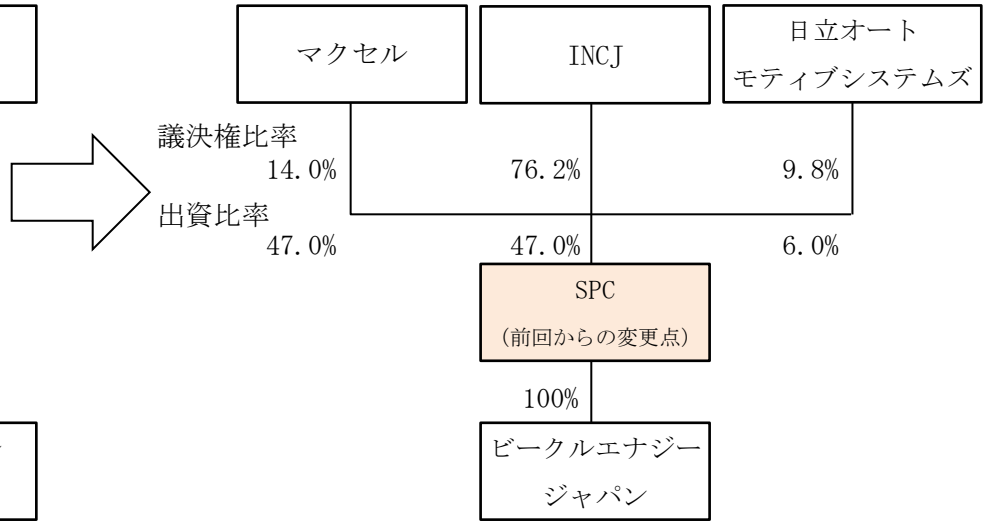 マクセル
INCJ
日立オート
モティブシステムズ
議決権比率
14.0%
76.2%
9.8%
出資比率
47.0%
47.0%
6.0%
SPC
(前回からの変更点)
100%
ビークルエナジー
ジャパン